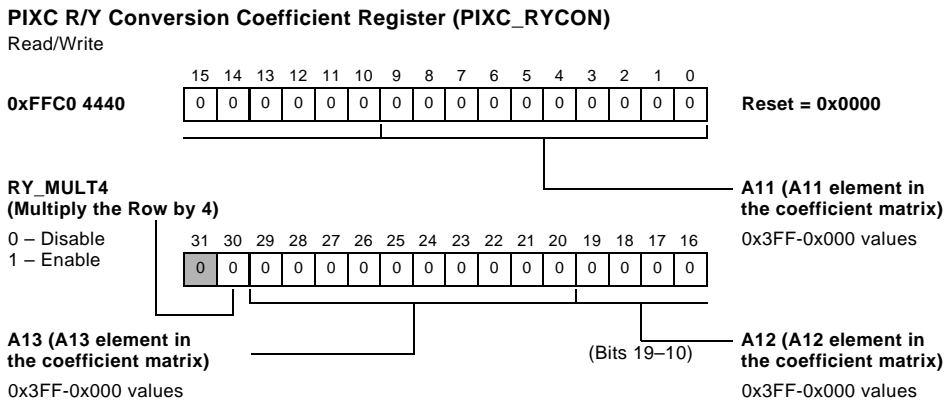 PIXC R/Y Conversion Coefficient Register (PIXC_RYCON)
Read/Write
15 14 13 12 11 10 9 8 7 6 5 4 3 2 1 0
0xFFC0 4440 0 0 0 0 0 0 0 0 0 0 0 0 0 0 0 0 Reset = 0x0000
RY_MULT4
(Multiply the Row by 4)
0 – Disable
1 – Enable
A11 (A11 element in
the coefficient matrix)
0x3FF-0x000 values
31 30 29 28 27 26 25 24 23 22 21 20 19 18 17 16
0 0 0 0 0 0 0 0 0 0 0 0 0 0 0 0
A13 (A13 element in
the coefficient matrix)
0x3FF-0x000 values
(Bits 19–10)
A12 (A12 element in
the coefficient matrix)
0x3FF-0x000 values